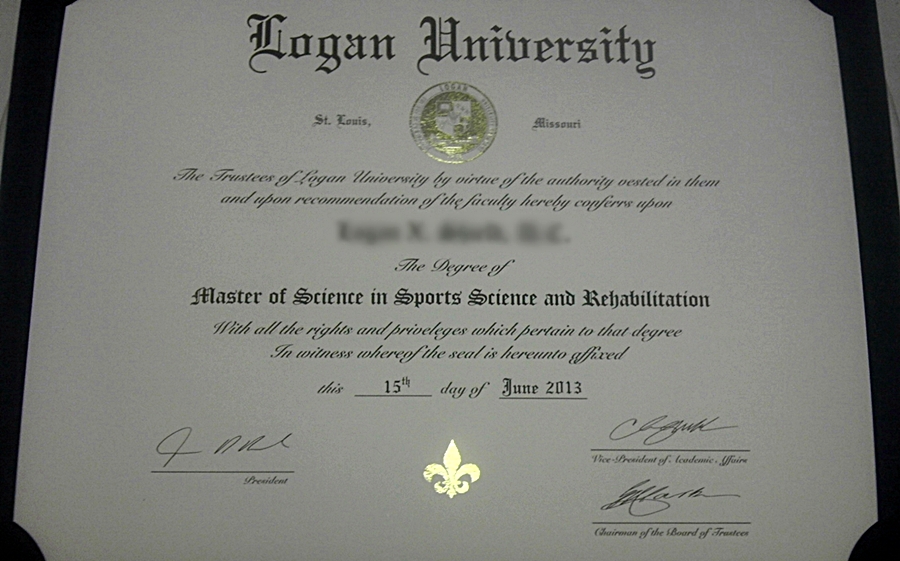 Logan University
LOGAN
St. Louis, Missouri
The Trustees of Logan University by virtue of the authority vested in them
and upon recommendation of the faculty hereby conferrs upon
The Degree of
Master of Science in Sports Science and Rehabilitation
With all the rights and priveleges which pertain to that degree
In witness whereof the seal is hereunto affixed
this 15th day of June 2013
President
Vice-President of Academic Affairs
Chairman of the Board of Trustees